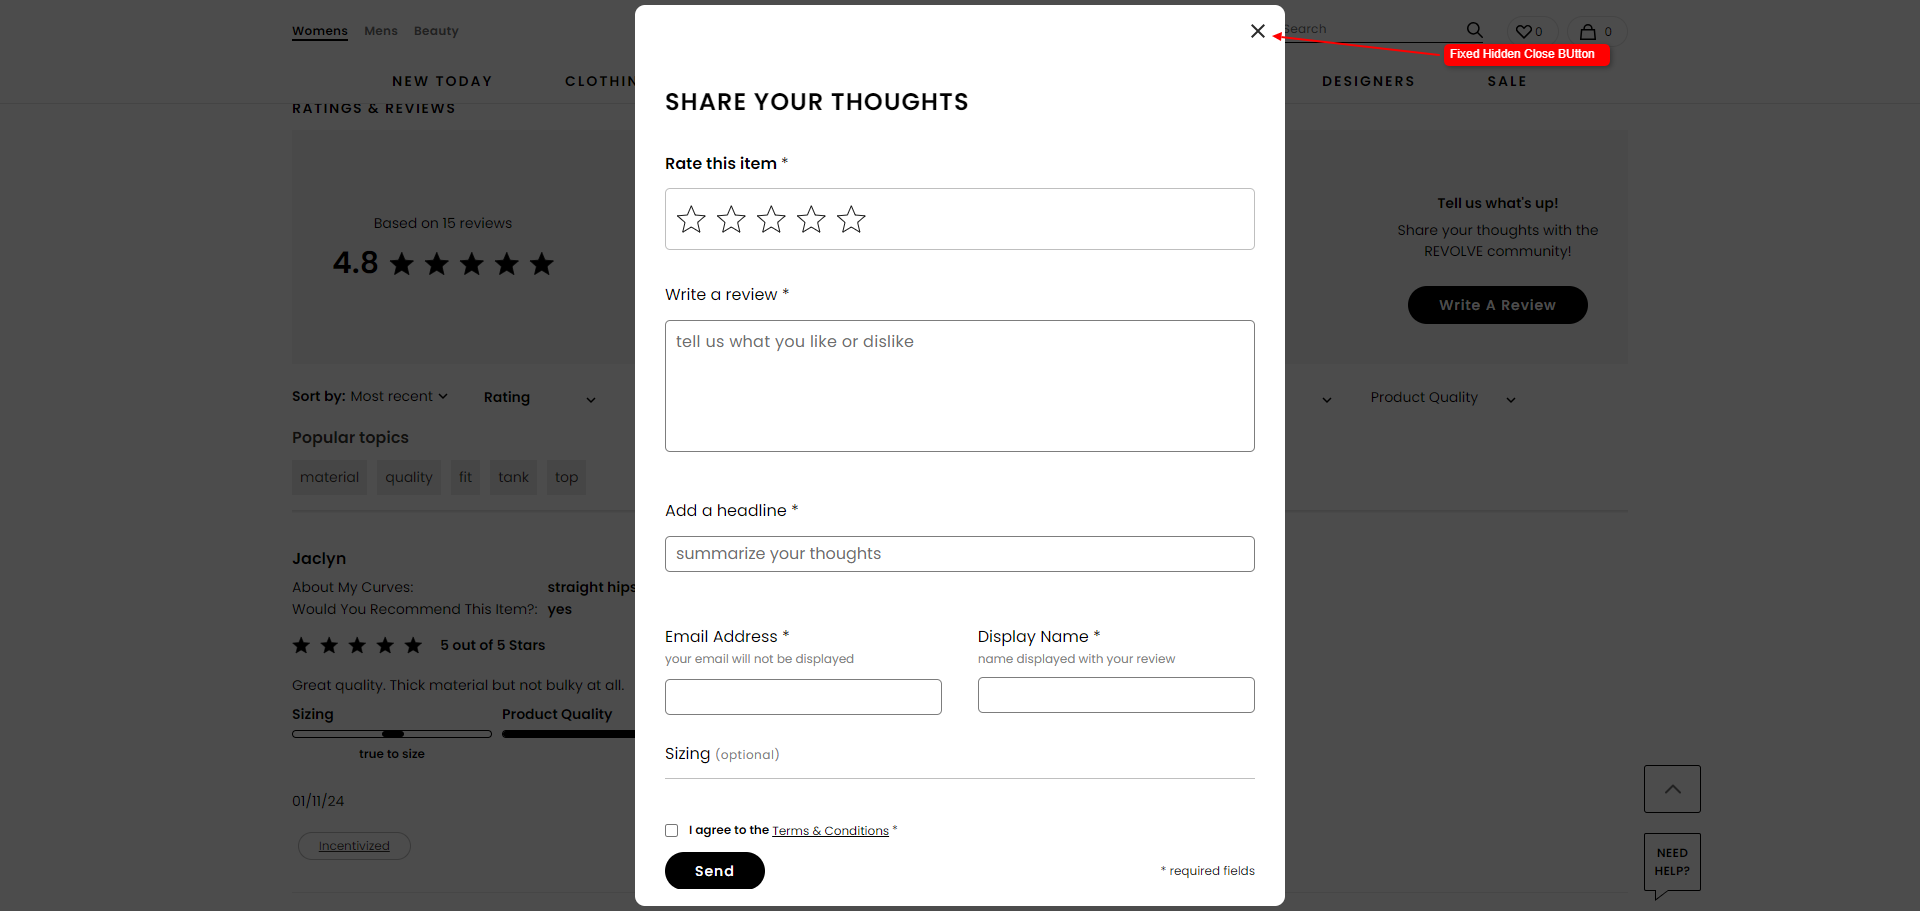 Womens Mens Beauty
Search
0
0
Fixed Hidden Close BUtton
NEW TODAY CLOTHIN DESIGNERS SALE
RATINGS & REVIEWS
SHARE YOUR THOUGHTS
Rate this item *
Based on 15 reviews
4.8
Tell us what's up!
Share your thoughts with the
REVOLVE community!
Write A Review
Write a review *
tell us what you like or dislike
Sort by: Most recent Rating Product Quality
Popular topics
material quality fit tank top
Add a headline *
summarize your thoughts
Jaclyn
About My Curves: straight hips
Would You Recommend This Item?: yes
5 out of 5 Stars
Great quality. Thick material but not bulky at all.
Sizing Product Quality
true to size
01/11/24
Incentivized
Email Address *
your email will not be displayed
Display Name *
name displayed with your review
Sizing (optional)
I agree to the Terms & Conditions *
Send
* required fields
NEED
HELP?